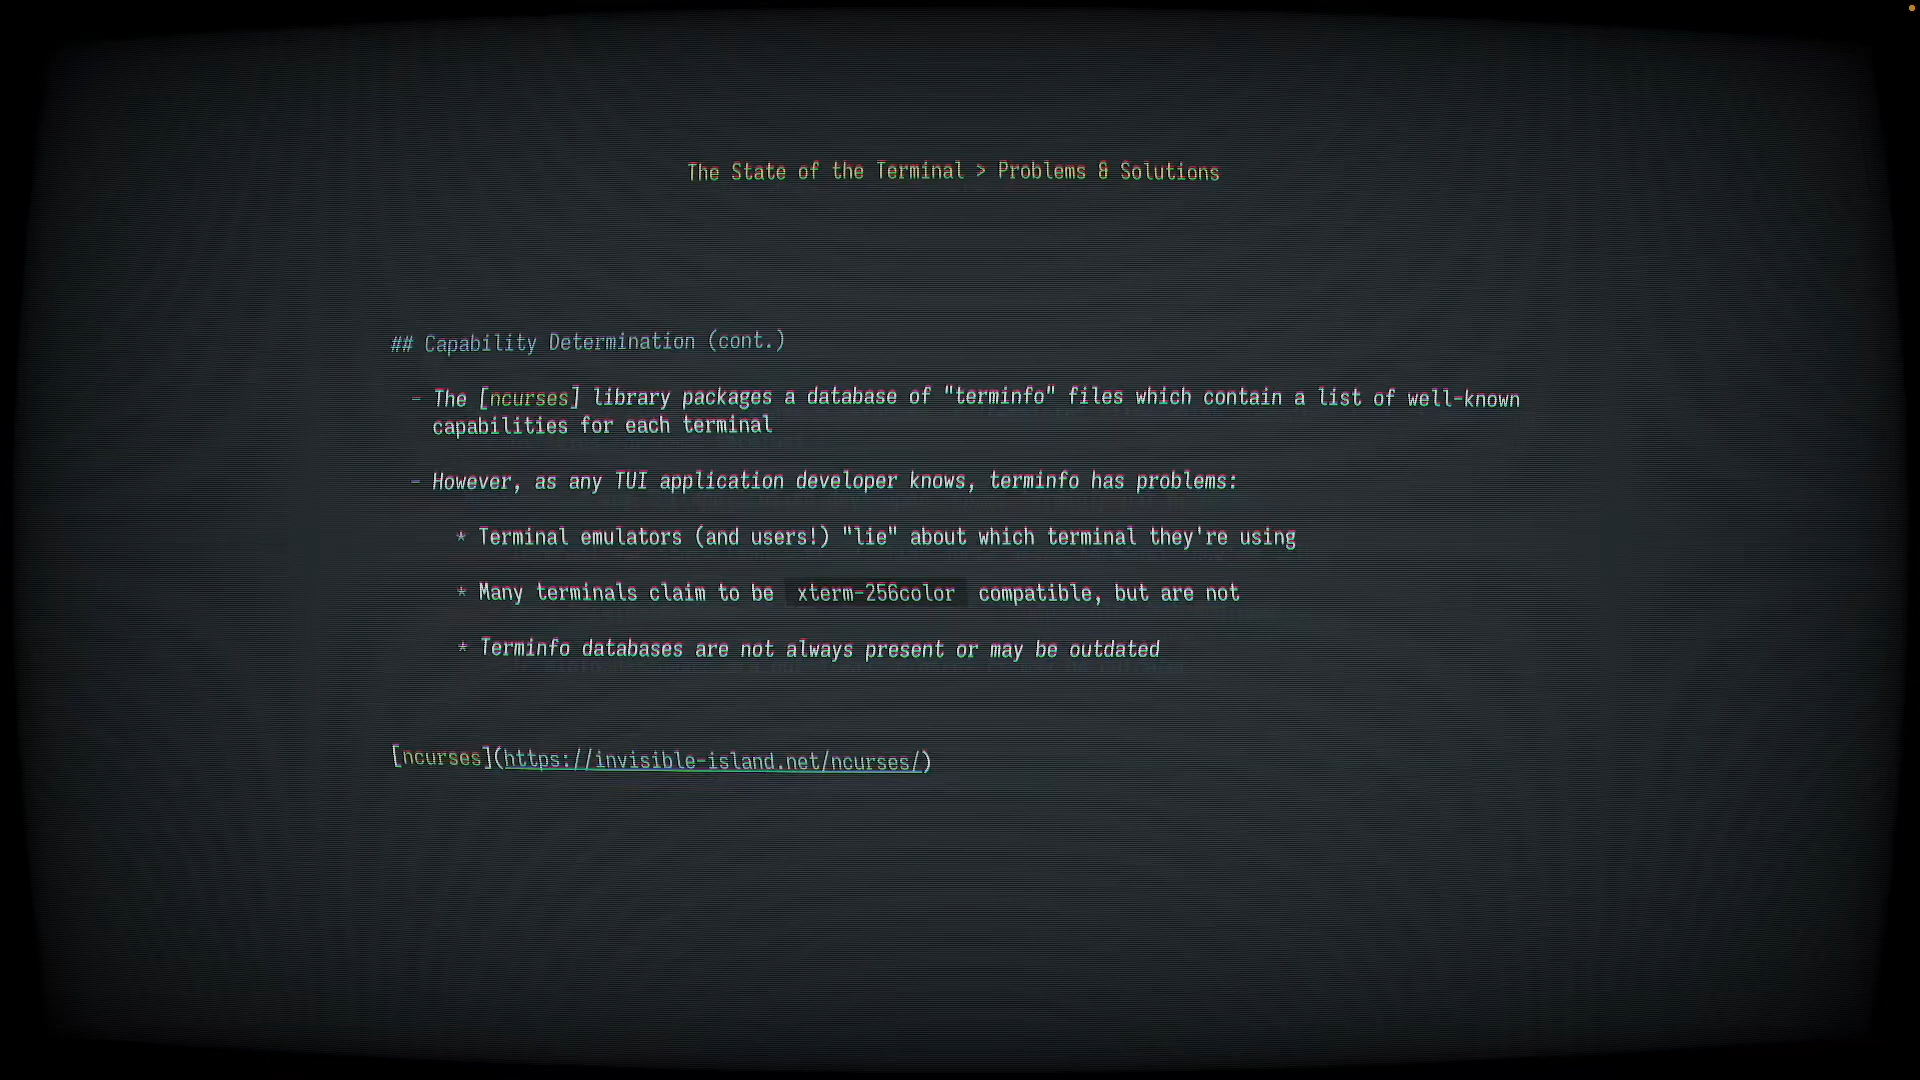 The State of the Terminal > Problems & Solutions
## Capability Determination (cont.)
- The [ncurses] library packages a database of "terminfo" files which contain a list of well-known
capabilities for each terminal
- However, as any TUI application developer knows, terminfo has problems:
* Terminal emulators (and users!) "lie" about which terminal they're using
* Many terminals claim to be xterm-256color compatible, but are not
* Terminfo databases are not always present or may be outdated
[ncurses](https://invisible-island.net/ncurses/)